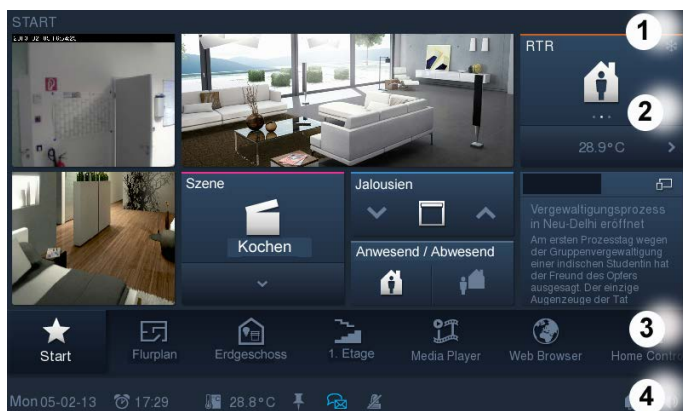 START
1
RTR
2
28.9°C
Szene
Kochen
Jalousien
Anwesend / Abwesend
Vergewaltigungsprozess
in Neu-Delhi eröffnet
Am ersten Prozesstag wegen
der Gruppenvergewaltigung
einer indischen Studentin hat
der Freund des Opfers
ausgesagt. Der einzige
Augenzeuge der Tat
3
Start
Flurplan
Erdgeschoss
1. Etage
Media Player
Web Browser
Home Contro
4
Mon 05-02-13
17:29
28.8°C